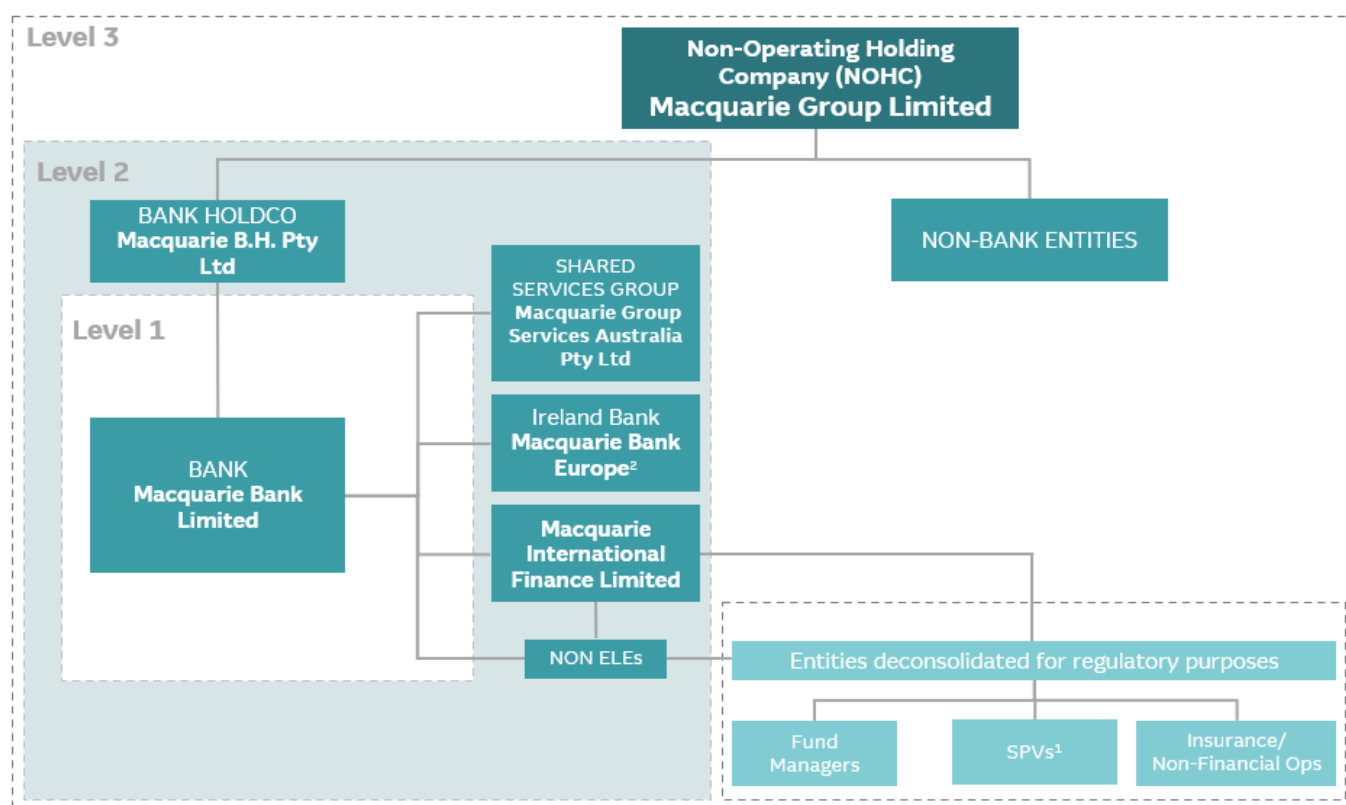 Level 3
Non-Operating Holding
Company (NOHC)
Macquarie Group Limited
Level 2
BANK HOLDCO
Macquarie B.H. Pty
Ltd
NON-BANK ENTITIES
SHARED
SERVICES GROUP
Macquarie Group
Services Australia
Pty Ltd
Level 1
Ireland Bank
Macquarie Bank
Europe²
BANK
Macquarie Bank
Limited
Macquarie
International
Finance Limited
NON ELEs
Entities deconsolidated for regulatory purposes
Fund
Managers
SPVs¹
Insurance/
Non-Financial Ops